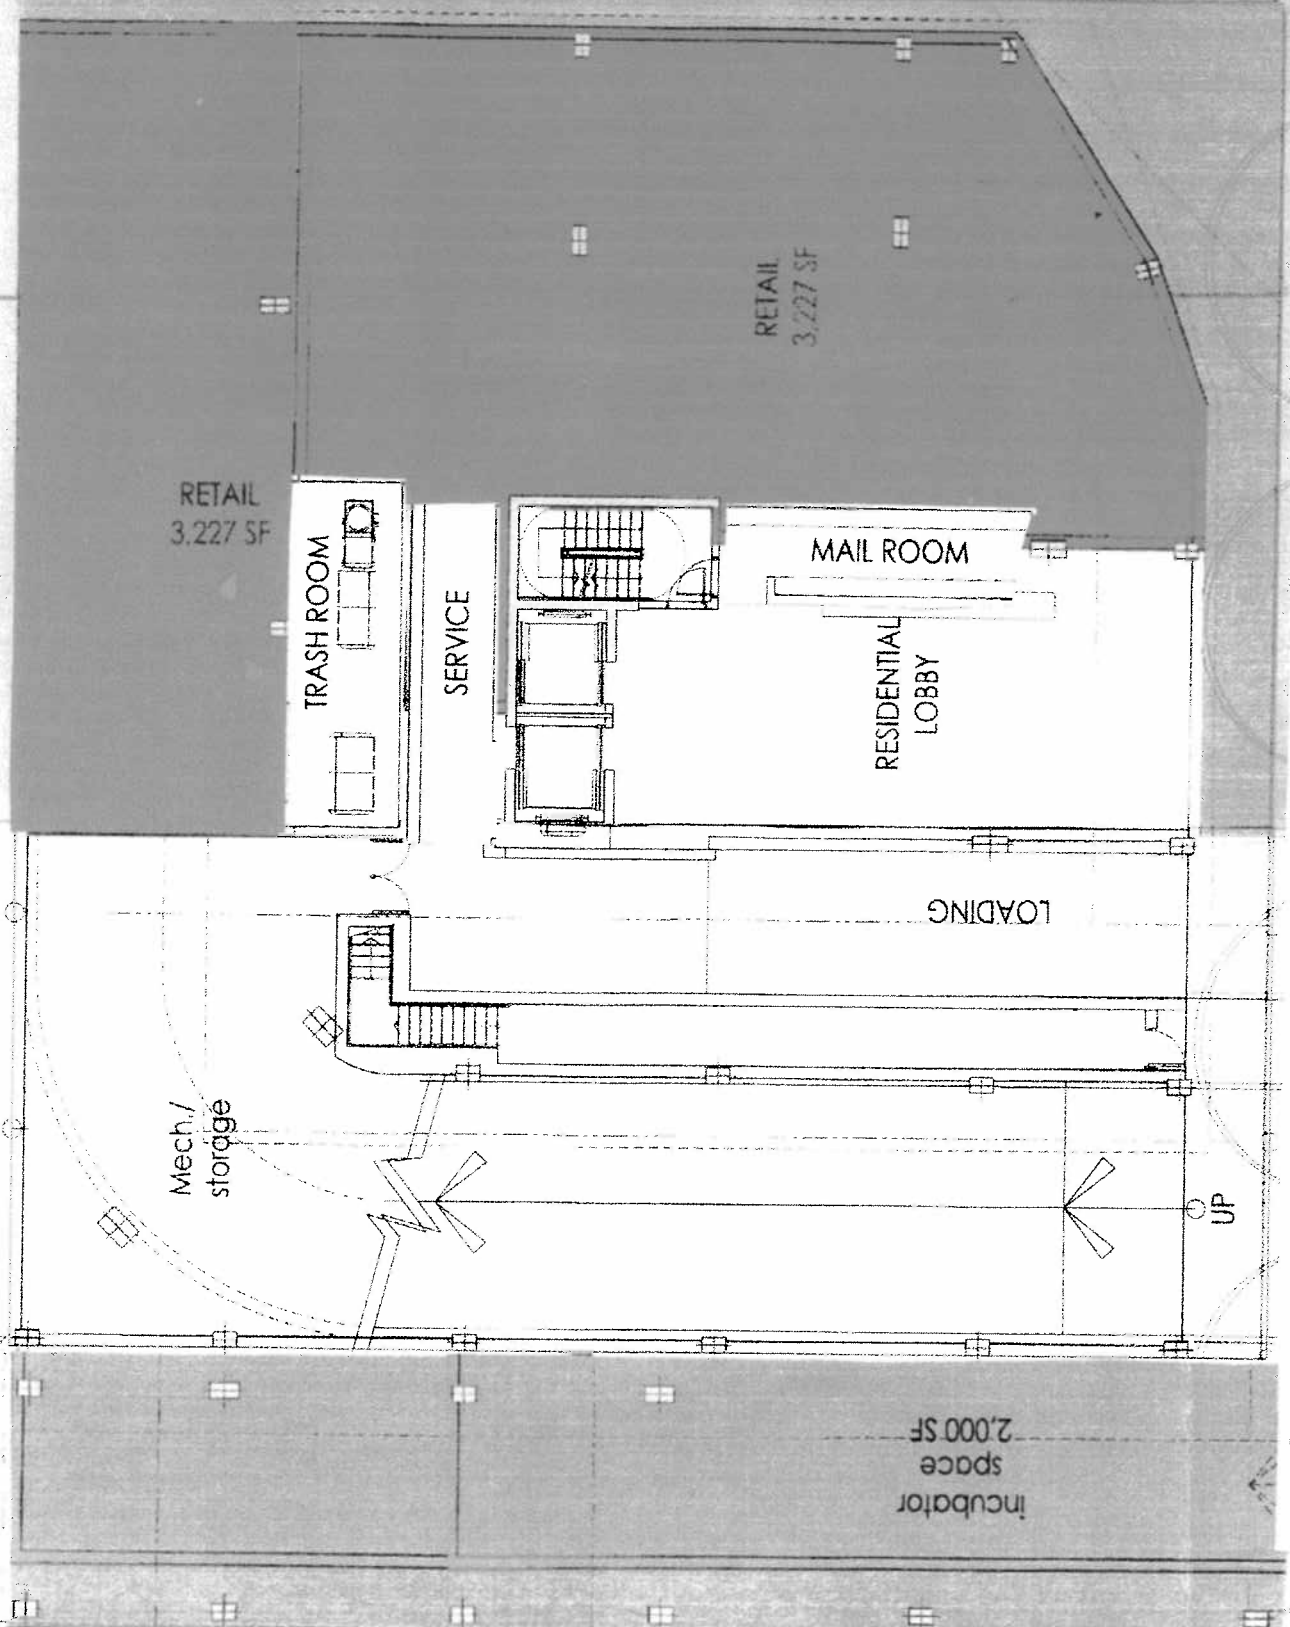 RETAIL
3,227 SF
RETAIL
3,227 SF
TRASH ROOM
SERVICE
MAIL ROOM
RESIDENTIAL
LOBBY
LOADING
Mech./
storage
UP
incubator
space
2,000 SF